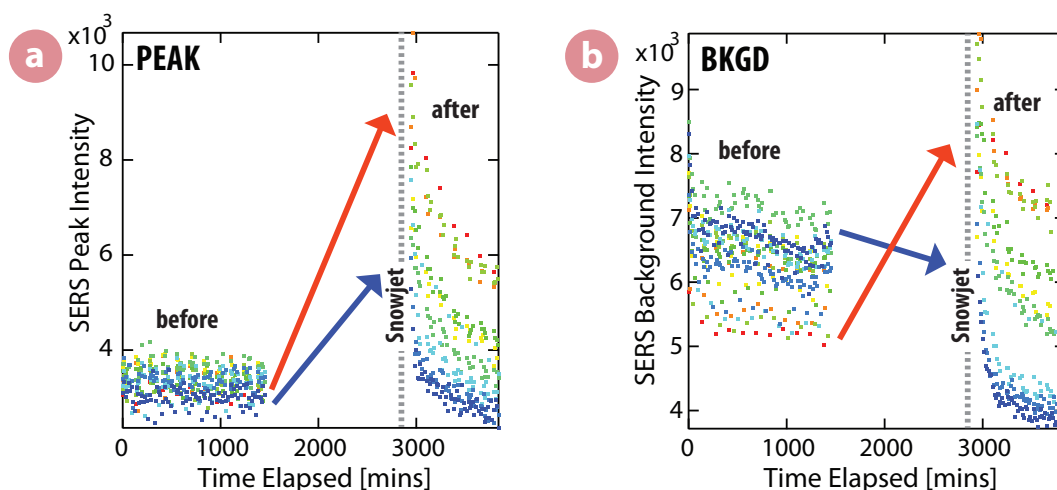 a
×10³
PEAK
10
8
6
4
SERS Peak Intensity
before
after
Snowjet
0
1000
2000
3000
Time Elapsed [mins]
b
×10³
BKGD
9
8
7
6
5
4
SERS Background Intensity
before
after
Snowjet
0
1000
2000
3000
Time Elapsed [mins]